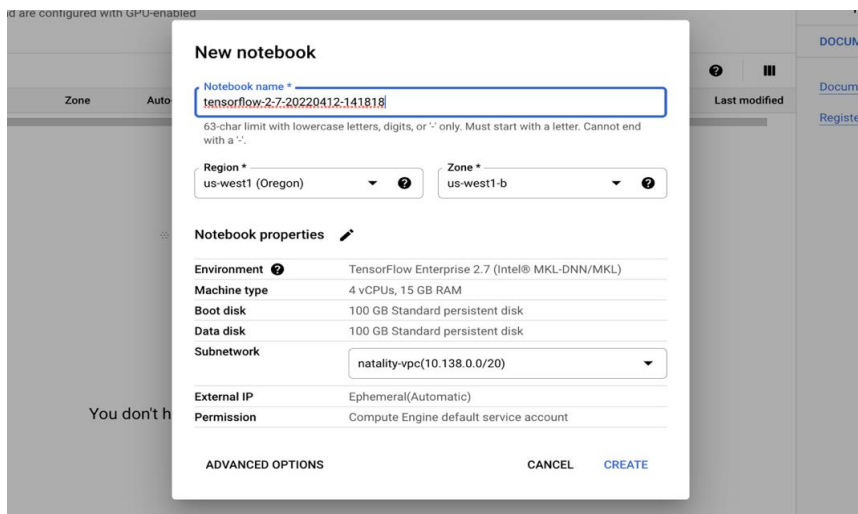 d are configured with GPU-enabled
DOCUM
Zone
Auto-
Last modified
Docum
Registe
You don't h
New notebook
Notebook name *
tensorflow-2-7-20220412-141818
63-char limit with lowercase letters, digits, or '-' only. Must start with a letter. Cannot end
with a '-'.
Region *
us-west1 (Oregon)
Zone *
us-west1-b
Notebook properties
Environment
TensorFlow Enterprise 2.7 (Intel® MKL-DNN/MKL)
Machine type
4 vCPUs, 15 GB RAM
Boot disk
100 GB Standard persistent disk
Data disk
100 GB Standard persistent disk
Subnetwork
natality-vpc(10.138.0.0/20)
External IP
Ephemeral(Automatic)
Permission
Compute Engine default service account
ADVANCED OPTIONS
CANCEL
CREATE